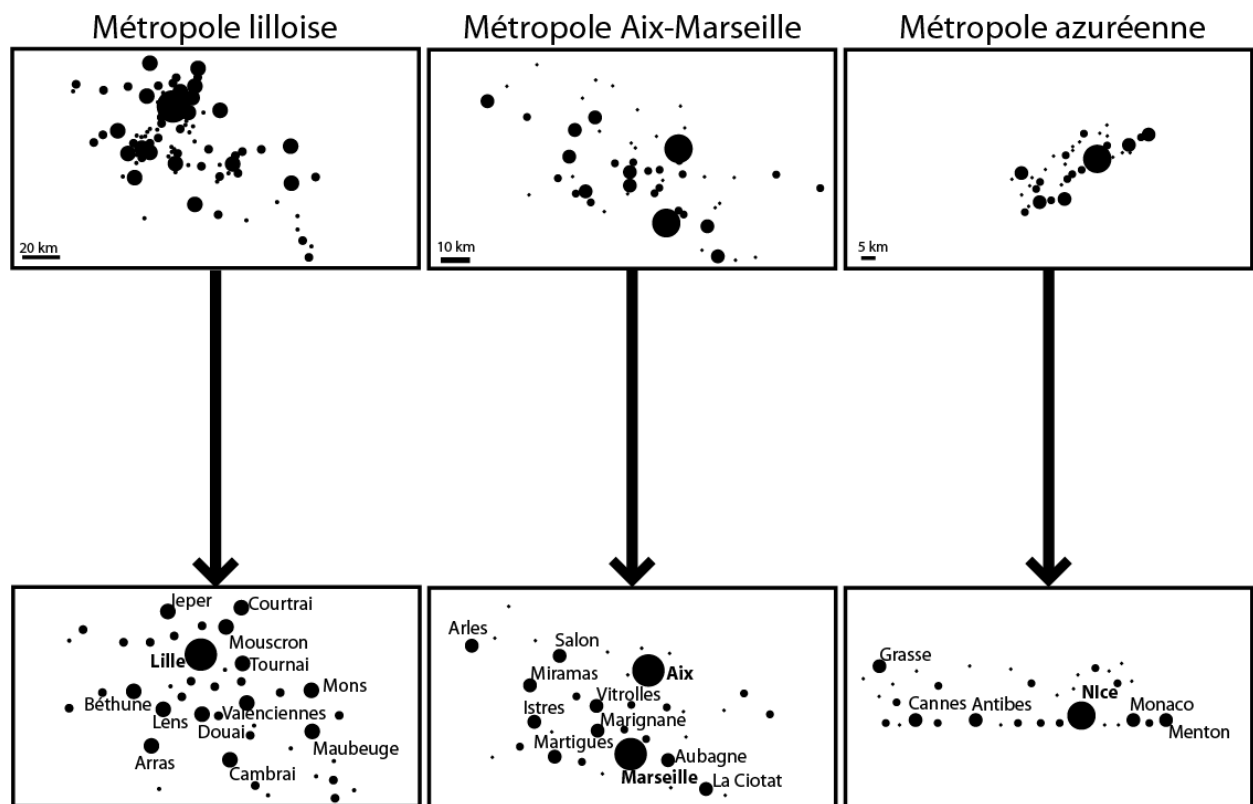 Métropole lilloise
Métropole Aix-Marseille
Métropole azuréenne
20 km
10 km
5 km
Ieper
Courtrai
Mouscron
Lille
Tournai
Mons
Béthune
Lens
Valenciennes
Douai
Maubeuge
Arras
Cambrai
Arles
Salon
Aix
Miramas
Vitrolles
Istres
Marignane
Martigues
Aubagne
Marseille
La Ciotat
Grasse
NIce
Cannes
Antibes
Monaco
Menton